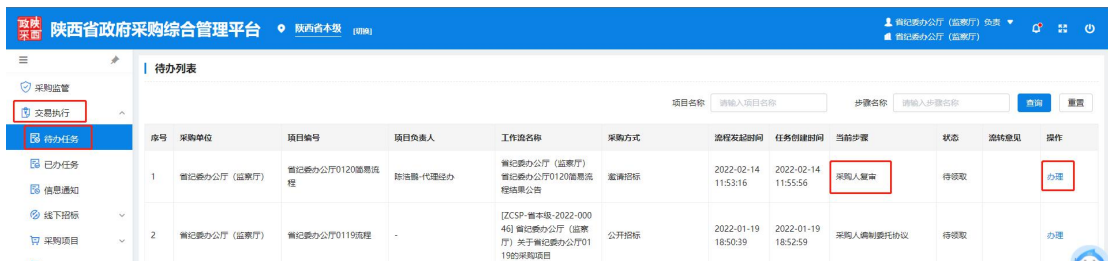 政陕
采西 陕西省政府采购综合管理平台 陕西省本级 [切换] 省纪委办公厅（监察厅）负责
省纪委办公厅（监察厅）
待办列表
采购监管
交易执行
待办任务
已办任务
信息通知
线下招标
采购项目
项目名称 请输入项目名称 步骤名称 请输入步骤名称 查询 重置
序号 采购单位 项目编号 项目负责人 工作流名称 采购方式 流程发起时间 任务创建时间 当前步骤 状态 流转意见 操作
1 省纪委办公厅（监察厅） 省纪委办公厅0120简易流程 陈浩鹏-代理经办 省纪委办公厅（监察厅）省纪委办公厅0120简易流程结果公告 邀请招标 2022-02-14 11:53:16 2022-02-14 11:55:56 采购人复审 待领取 办理
2 省纪委办公厅（监察厅） 省纪委办公厅0119流程 - [ZCSP-省本级-2022-00046] 省纪委办公厅（监察厅）关于省纪委办公厅0119的采购项目 公开招标 2022-01-19 18:50:39 2022-01-19 18:52:59 采购人编制委托协议 待领取 办理